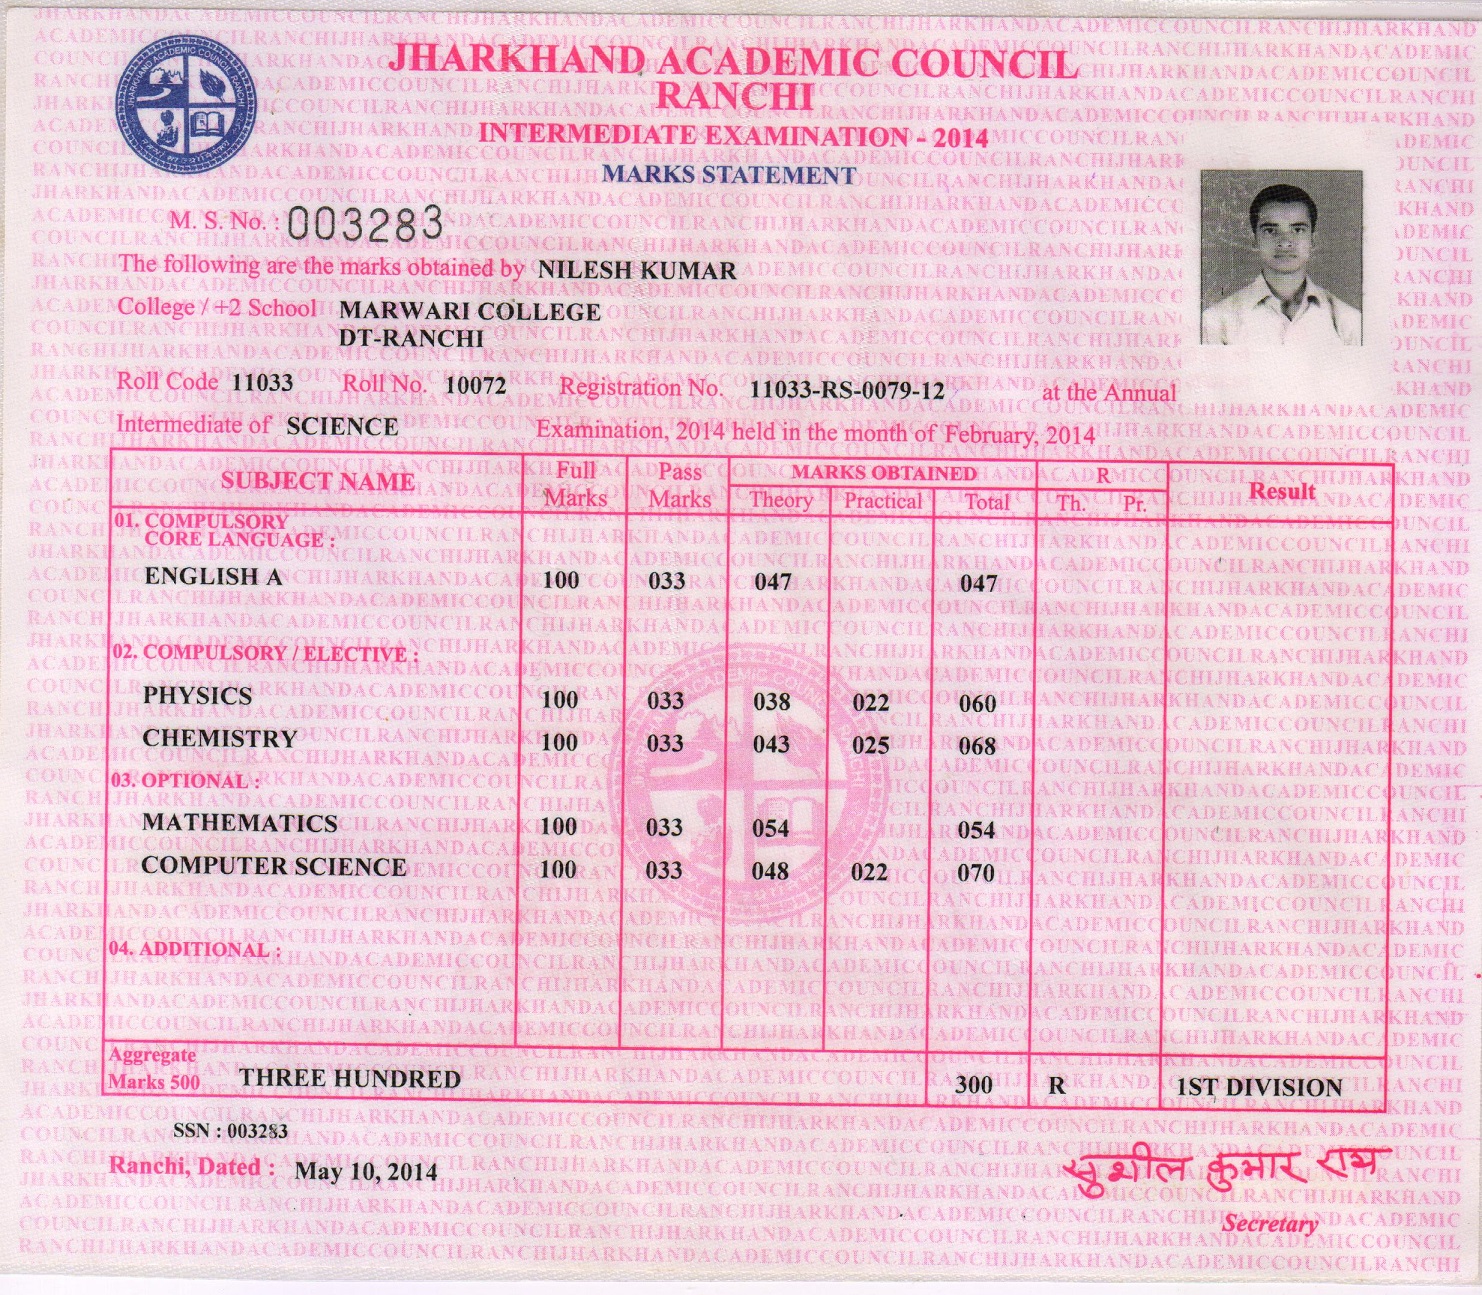 JHARKHAND ACADEMIC COUNCIL
RANCHI
INTERMEDIATE EXAMINATION - 2014
MARKS STATEMENT
M. S. No. : 003283
The following are the marks obtained by NILESH KUMAR
College / +2 School MARWARI COLLEGE
DT-RANCHI
Roll Code 11033 Roll No. 10072 Registration No. 11033-RS-0079-12 at the Annual
Intermediate of SCIENCE Examination, 2014 held in the month of February, 2014
SUBJECT NAME Full Marks Pass Marks MARKS OBTAINED R Result
Theory Practical Total Th. Pr.
01. COMPULSORY
CORE LANGUAGE :
ENGLISH A 100 033 047 047
02. COMPULSORY / ELECTIVE :
PHYSICS 100 033 038 022 060
CHEMISTRY 100 033 043 025 068
03. OPTIONAL :
MATHEMATICS 100 033 054 054
COMPUTER SCIENCE 100 033 048 022 070
04. ADDITIONAL :
Aggregate
Marks 500 THREE HUNDRED 300 R 1ST DIVISION
SSN : 003283
Ranchi, Dated : May 10, 2014
सुशील कुमार राय
Secretary